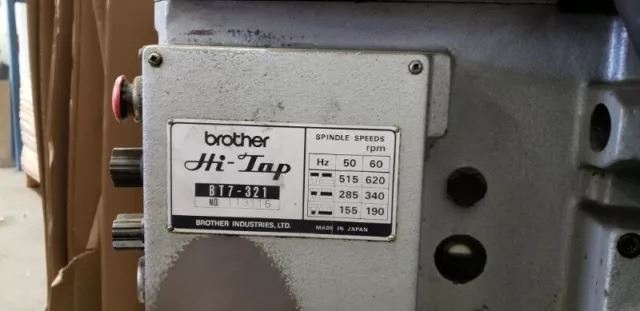 brother
Hi-Tap
BT7-321
NO. 113116
BROTHER INDUSTRIES, LTD.
SPINDLE SPEEDS
rpm
Hz 50 60
515 620
285 340
155 190
MADE IN JAPAN